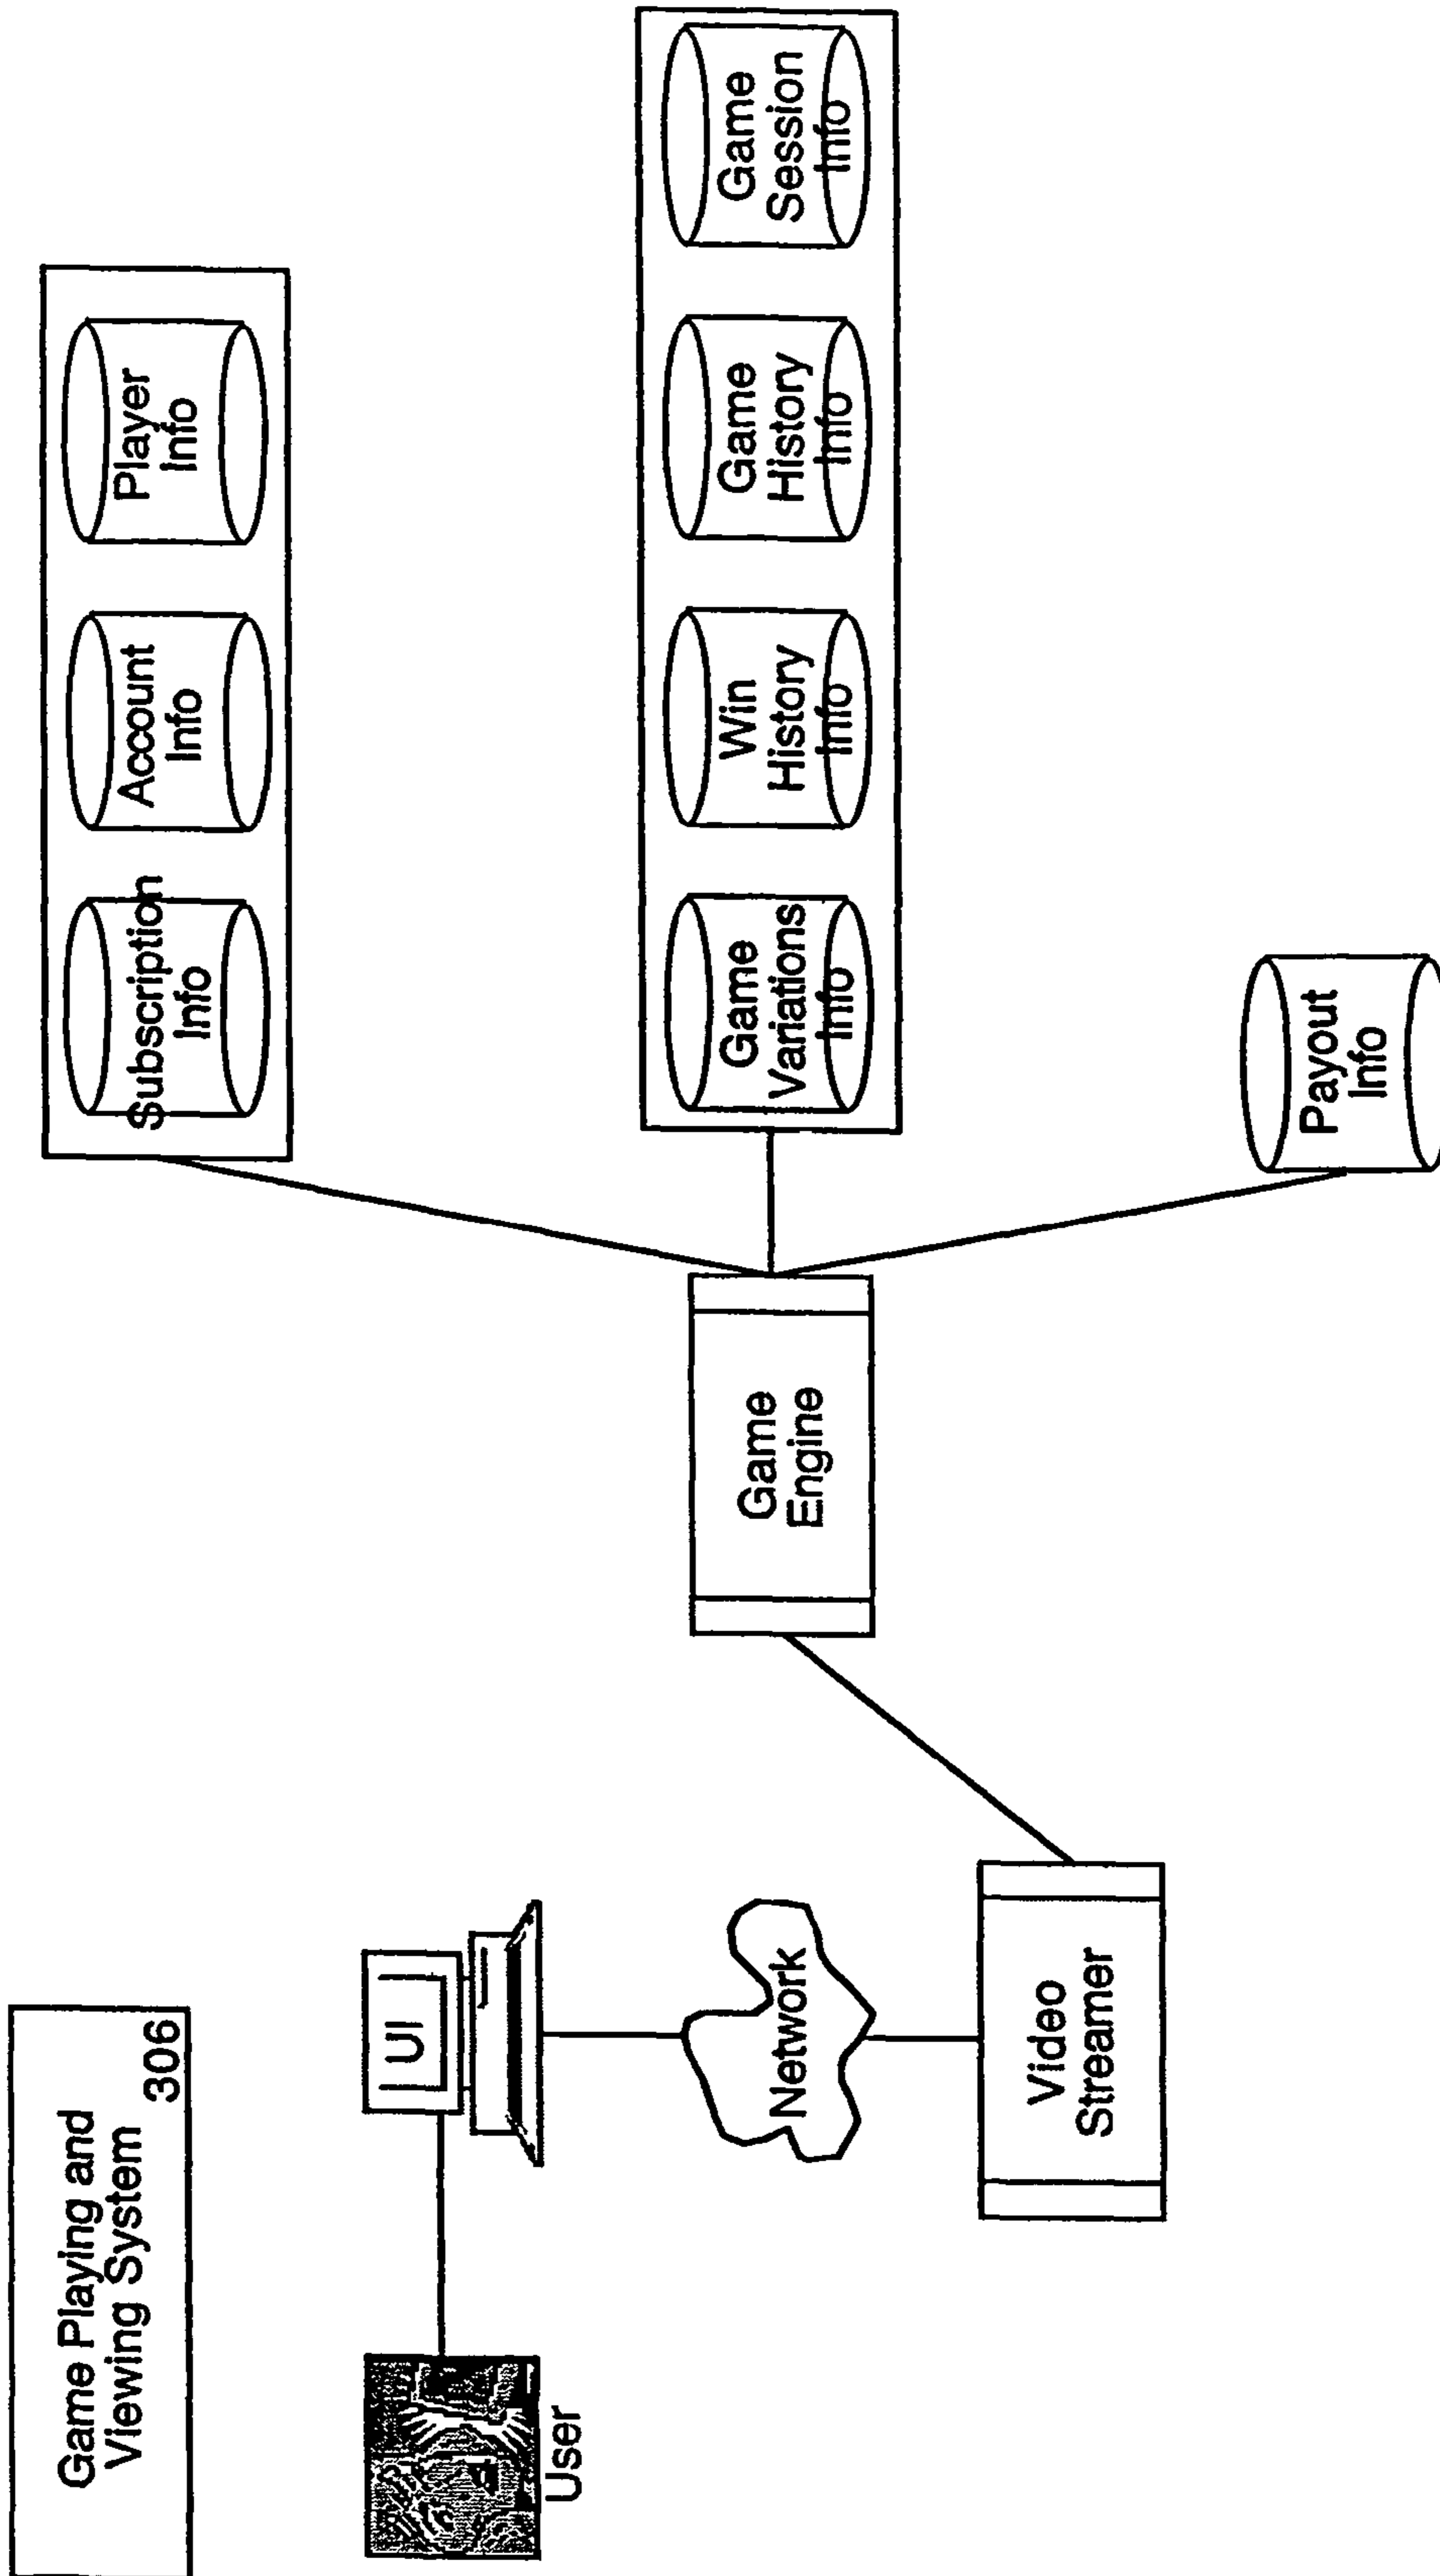 Game Playing and
Viewing System
306
User
UI
Network
Video
Streamer
Game
Engine
Subscription
Info
Account
Info
Player
Info
Game
Variations
Info
Win
History
Info
Game
History
Info
Game
Session
Info
Payout
Info